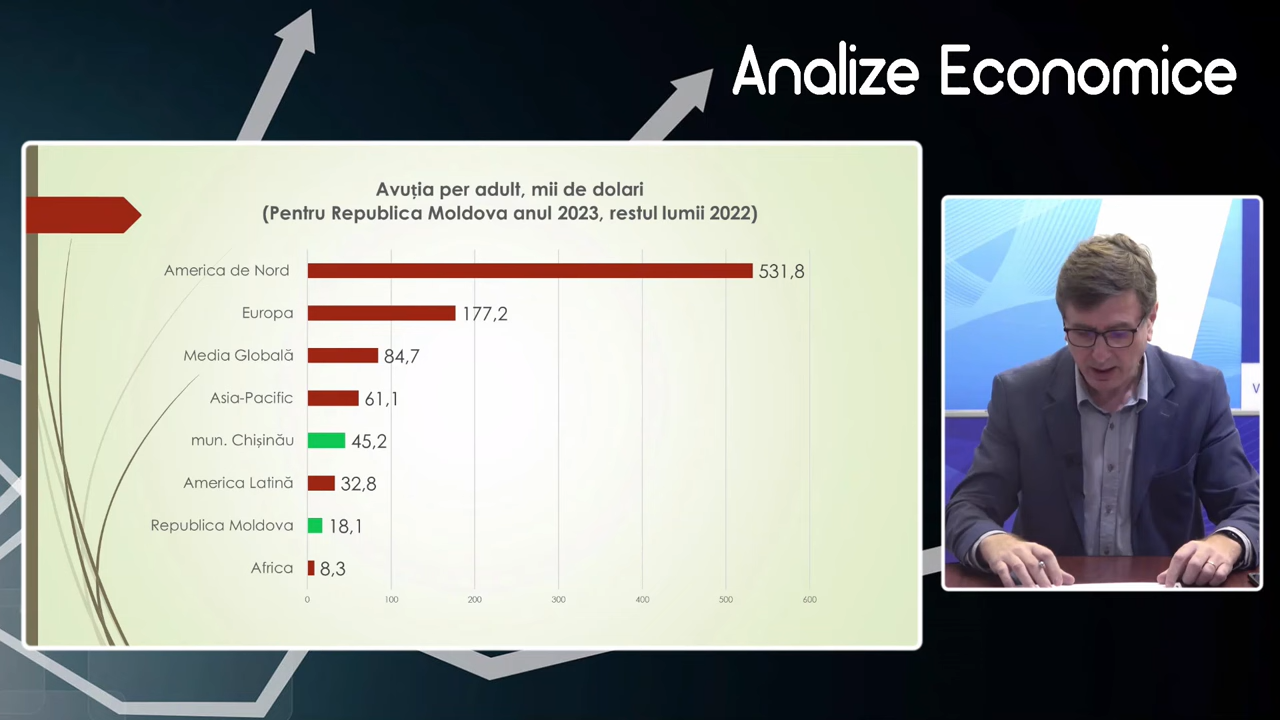 Analize Economice
Avuția per adult, mii de dolari
(Pentru Republica Moldova anul 2023, restul lumii 2022)
America de Nord 531,8
Europa 177,2
Media Globală 84,7
Asia-Pacific 61,1
mun. Chișinău 45,2
America Latină 32,8
Republica Moldova 18,1
Africa 8,3
0 100 200 300 400 500 600
V